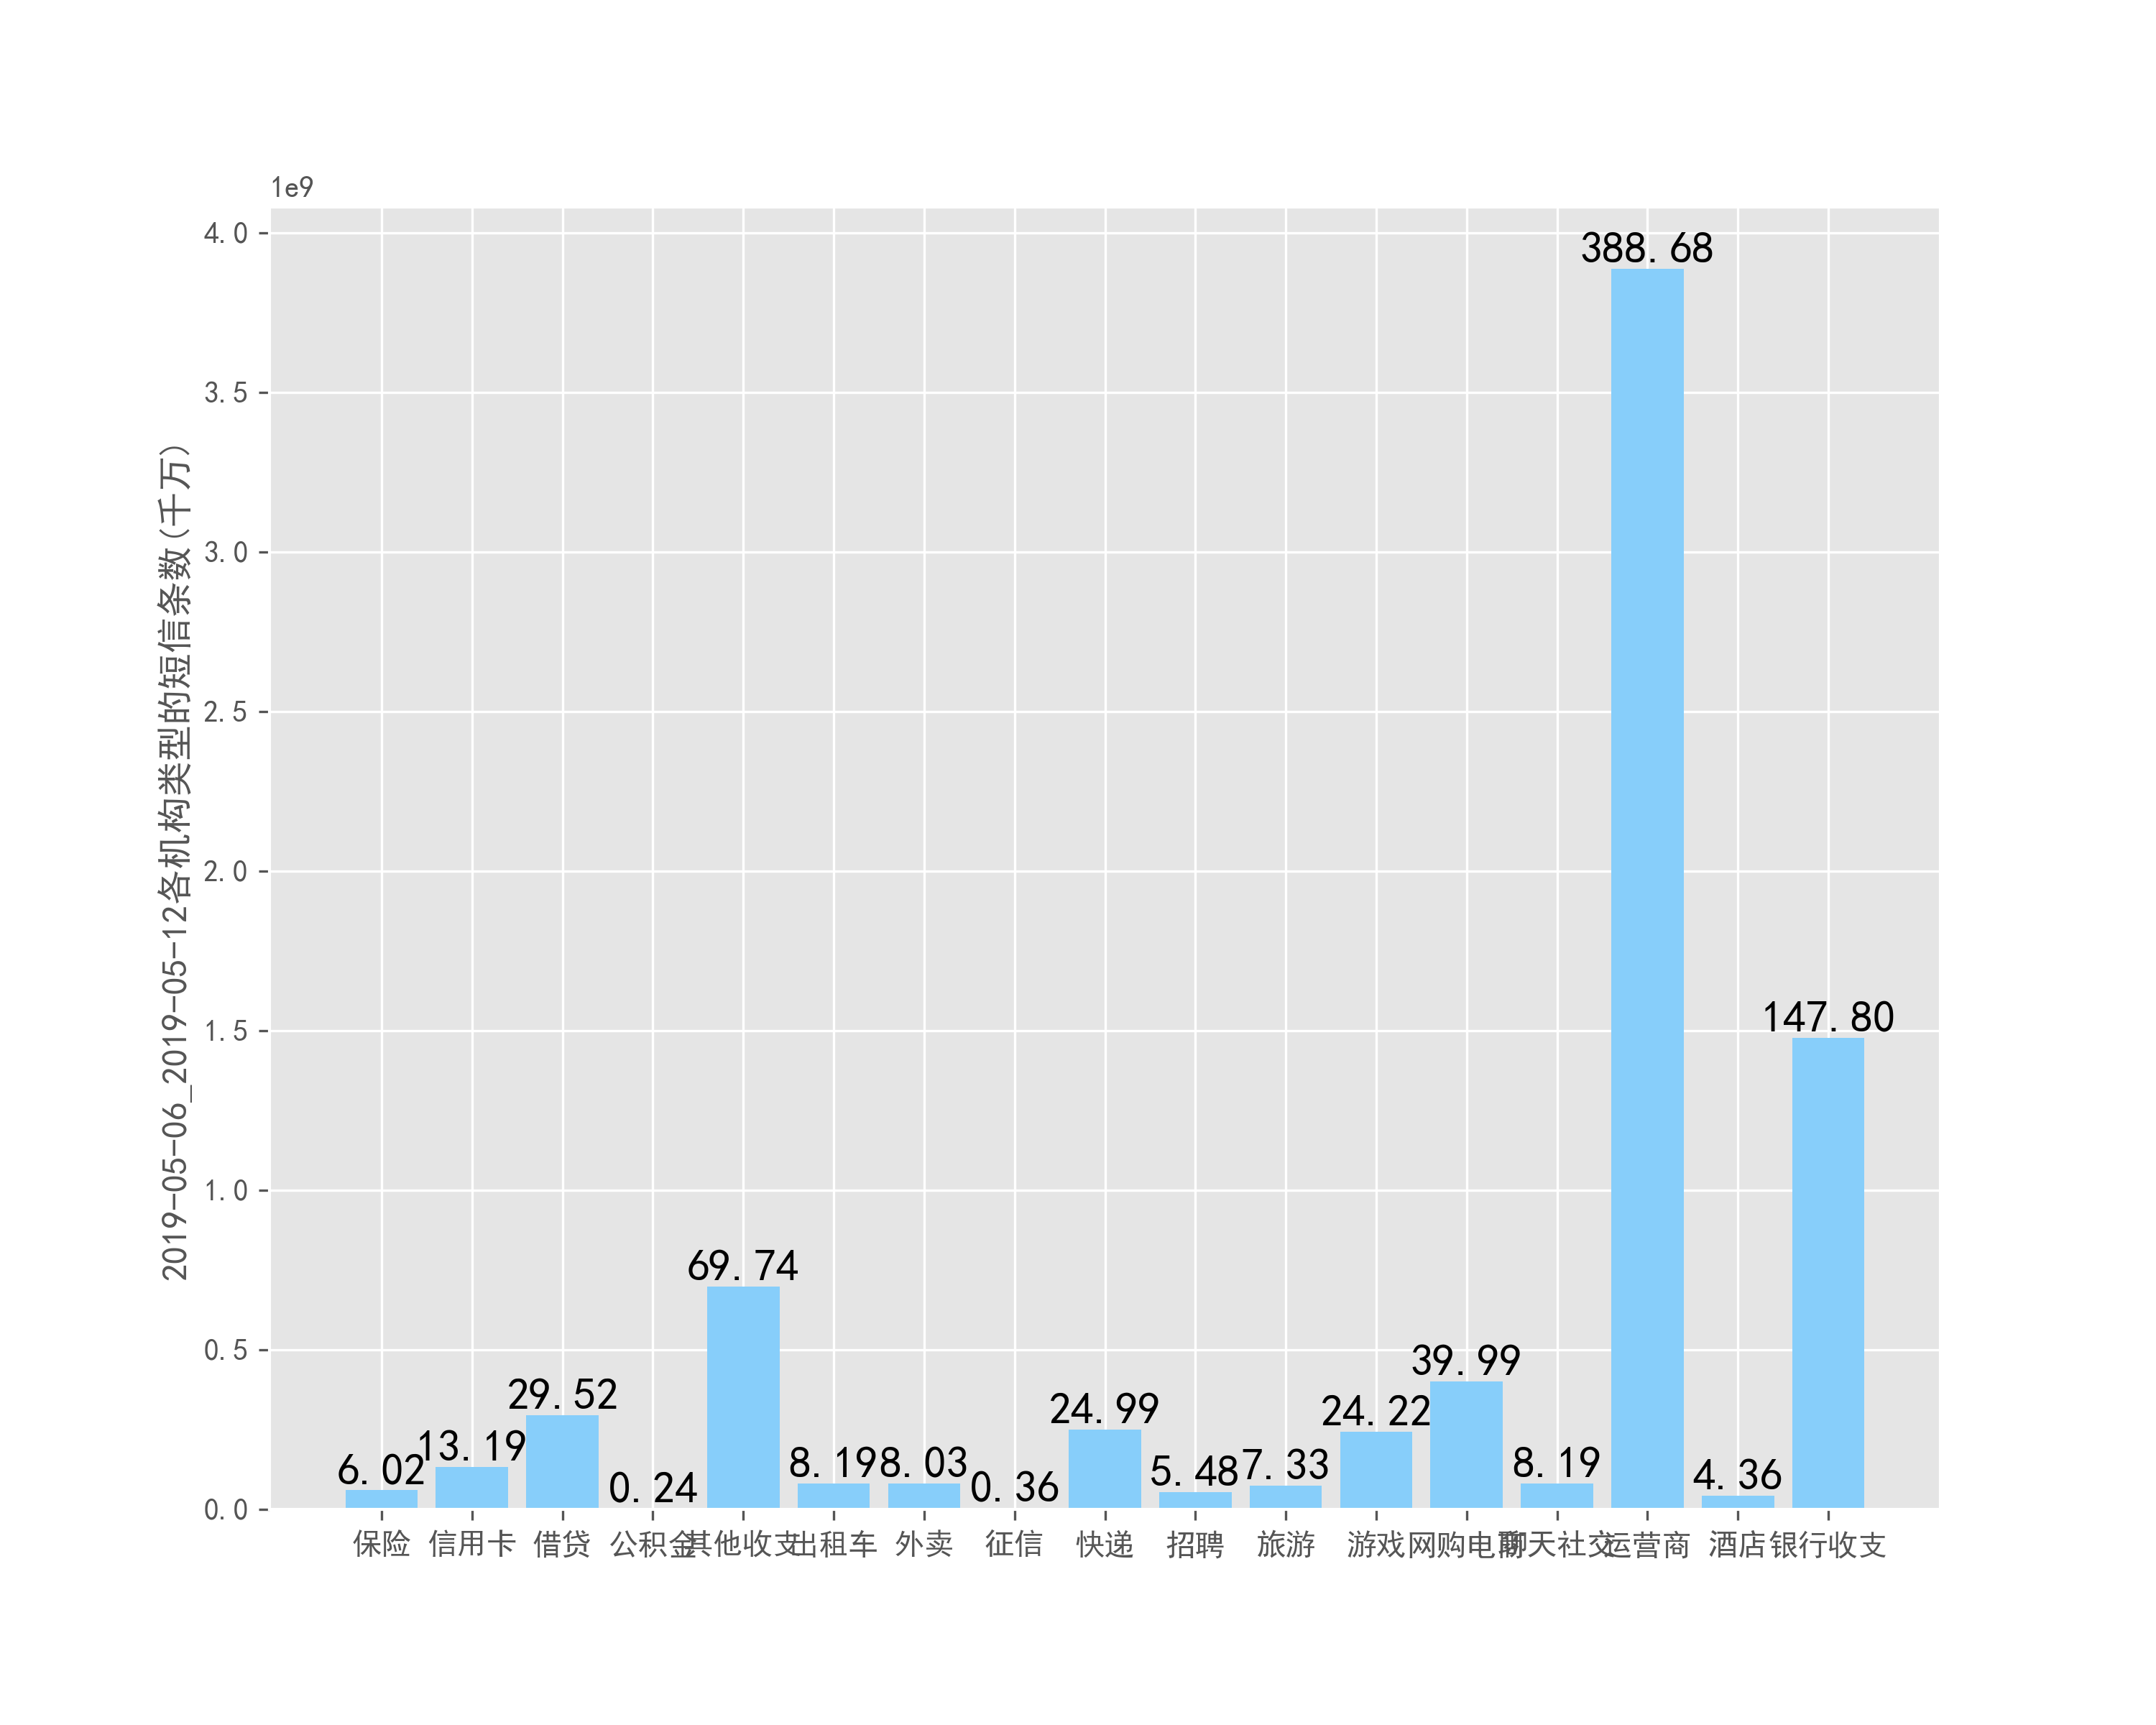 1e9
4.0
3.5
3.0
2.5
2.0
1.5
1.0
0.5
0.0
2019-05-06_2019-05-12各机构类型的短信条数(千万)
6.02
13.19
29.52
0.24
69.74
8.19
8.03
0.36
24.99
5.48
7.33
24.22
39.99
8.19
388.68
4.36
147.80
保险
信用卡
借贷
公积金
其他收支
出租车
外卖
征信
快递
招聘
旅游
游戏
网购电商
聊天社交
运营商
酒店
银行收支